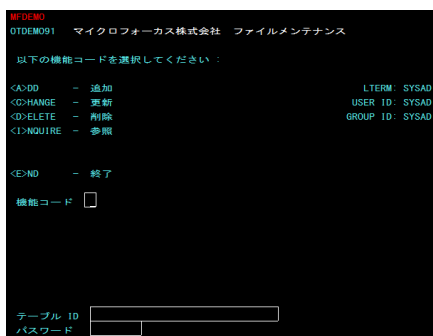 MFDEMO
OTDEMO91 マイクロフォーカス株式会社 ファイルメンテナンス
以下の機能コードを選択してください :
<A>DD － 追加 LTERM: SYSAD
<C>HANGE － 更新 USER ID: SYSAD
<D>ELETE － 削除 GROUP ID: SYSAD
<I>NQUIRE － 参照
<E>ND － 終了
機能コード _
テーブル ID
パスワード